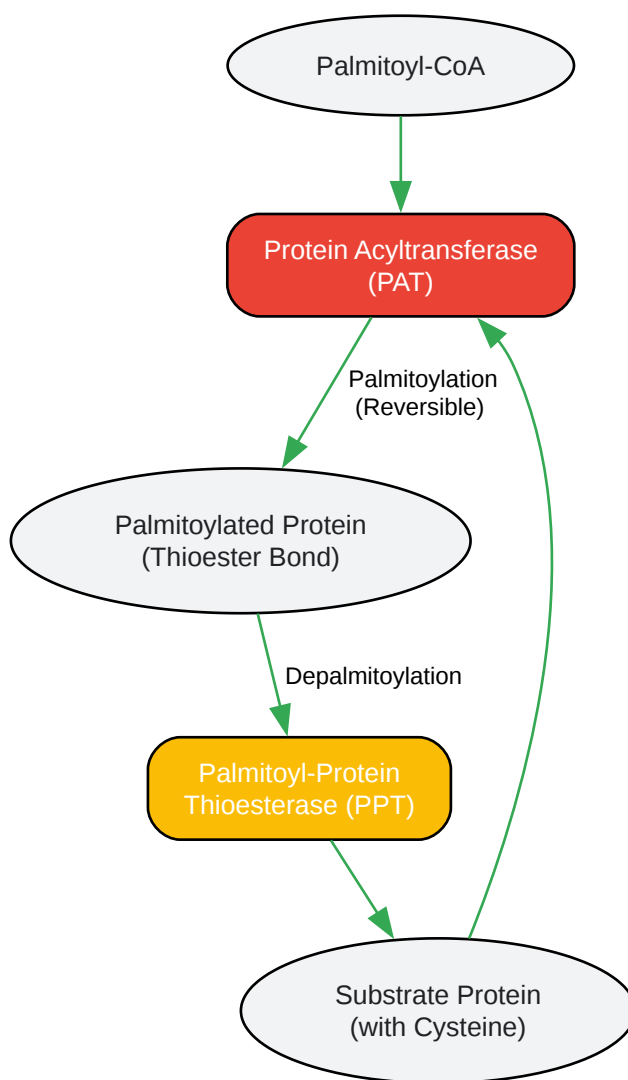 Palmitoyl-CoA
Protein Acyltransferase
(PAT)
Palmitoylation
(Reversible)
Palmitoylated Protein
(Thioester Bond)
Depalmitoylation
Palmitoyl-Protein
Thioesterase (PPT)
Substrate Protein
(with Cysteine)